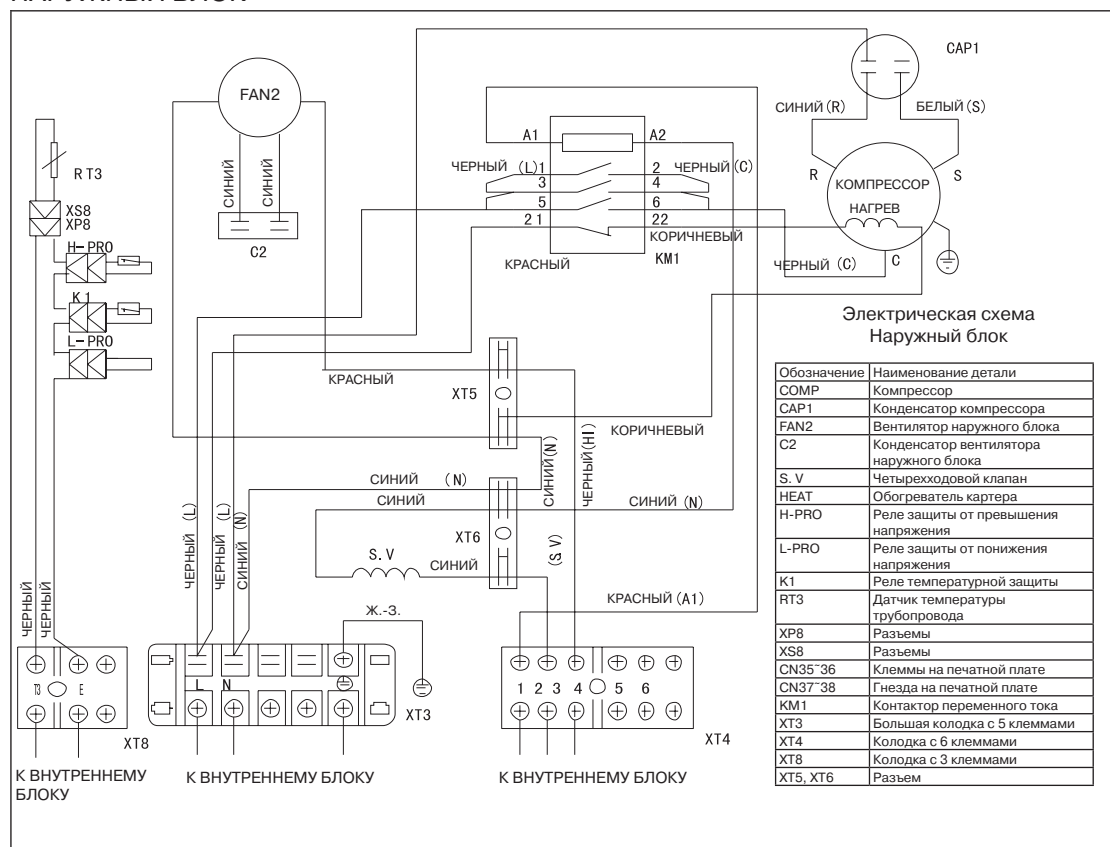 FAN2
CAP1
СИНИЙ (R)
БЕЛЫЙ (S)
A1
A2
R T3
СИНИЙ
СИНИЙ
ЧЕРНЫЙ (L) 1
2 ЧЕРНЫЙ (C)
3
4
5
6
2 1
22
R
S
КОМПРЕССОР
НАГРЕВ
XS8
XP8
C2
КОРИЧНЕВЫЙ
H-PRO
КРАСНЫЙ
KM1
ЧЕРНЫЙ (C)
C
K 1
L-PRO
Электрическая схема
Наружный блок
КРАСНЫЙ
XT5
КОРИЧНЕВЫЙ
СИНИЙ (N)
ЧЕРНЫЙ (HI)
СИНИЙ (N)
СИНИЙ
СИНИЙ (N)
XT6
S. V
СИНИЙ
(S. V)
ЧЕРНЫЙ (L)
ЧЕРНЫЙ (L)
СИНИЙ (N)
ЧЕРНЫЙ
ЧЕРНЫЙ
КРАСНЫЙ (A1)
Ж.-З.
T3 E
L N
1 2 3 4 5 6
XT8
XT3
XT4
К ВНУТРЕННЕМУ
БЛОКУ
К ВНУТРЕННЕМУ БЛОКУ
К ВНУТРЕННЕМУ БЛОКУ
Обозначение Наименование детали
COMP Компрессор
CAP1 Конденсатор компрессора
FAN2 Вентилятор наружного блока
C2 Конденсатор вентилятора
наружного блока
S. V Четырехходовой клапан
HEAT Обогреватель картера
H-PRO Реле защиты от превышения
напряжения
L-PRO Реле защиты от понижения
напряжения
K1 Реле температурной защиты
RT3 Датчик температуры
трубопровода
XP8 Разъемы
XS8 Разъемы
CN35~36 Клеммы на печатной плате
CN37~38 Гнезда на печатной плате
KM1 Контактор переменного тока
XT3 Большая колодка с 5 клеммами
XT4 Колодка с 6 клеммами
XT8 Колодка с 3 клеммами
XT5, XT6 Разъем